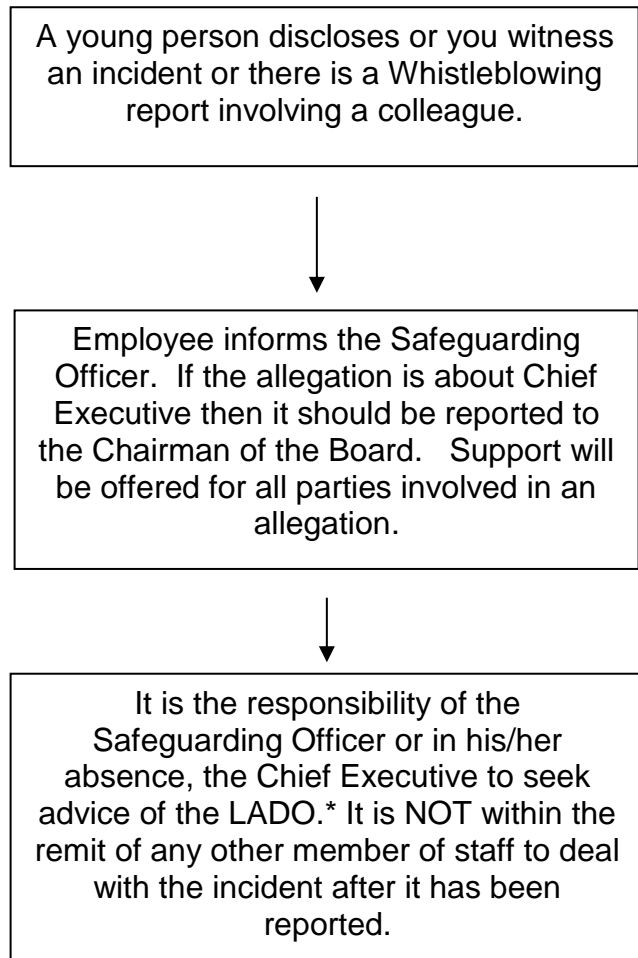 A young person discloses or you witness
an incident or there is a Whistleblowing
report involving a colleague.
Employee informs the Safeguarding
Officer.  If the allegation is about Chief
Executive then it should be reported to
the Chairman of the Board.   Support will
be offered for all parties involved in an
allegation.
It is the responsibility of the
Safeguarding Officer or in his/her
absence, the Chief Executive to seek
advice of the LADO.* It is NOT within the
remit of any other member of staff to deal
with the incident after it has been
reported.